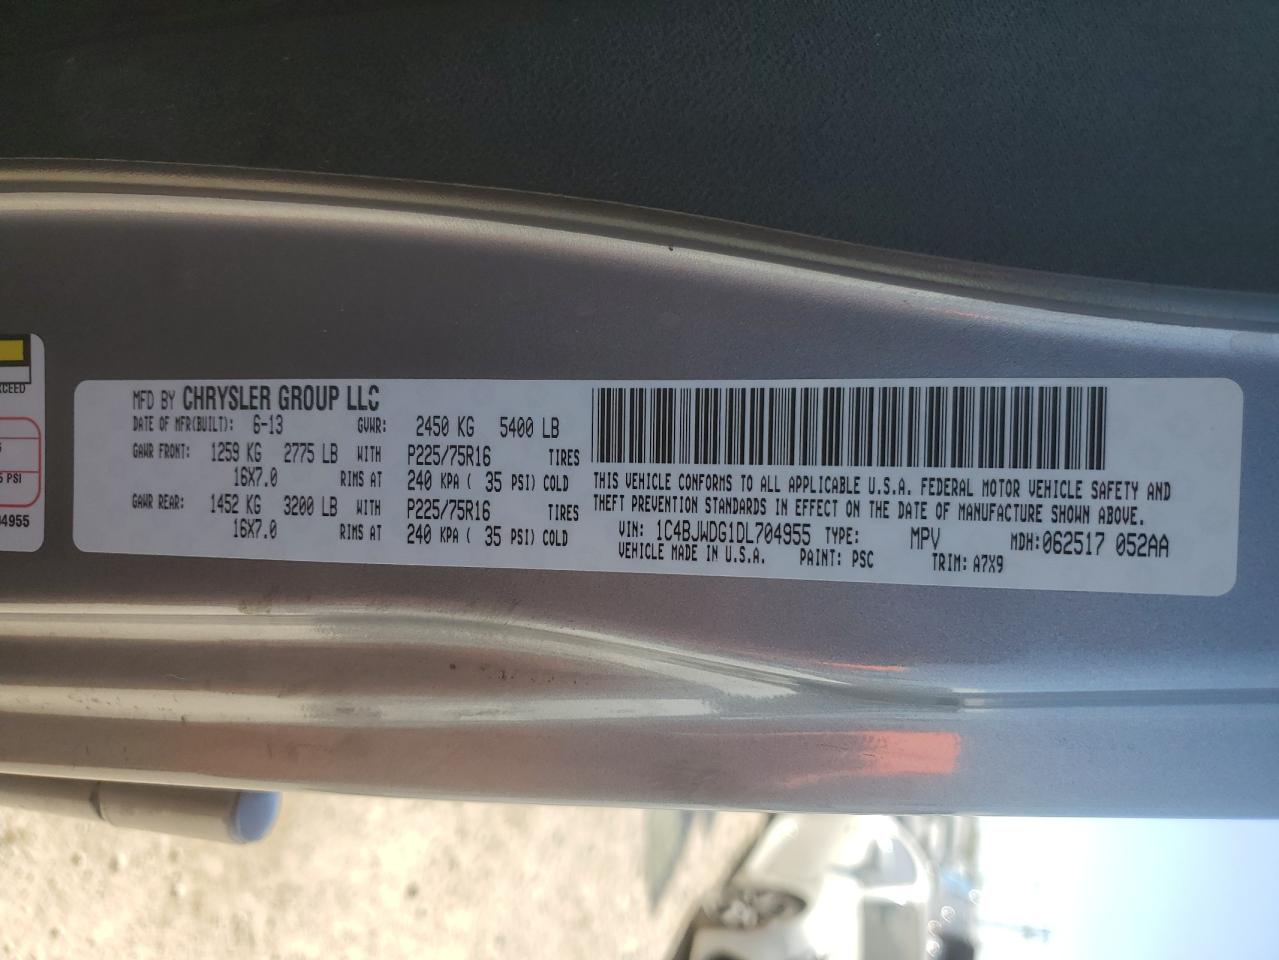 XCEED
5 PSI
04955
MFD BY CHRYSLER GROUP LLC
DATE OF MFR(BUILT): 6-13 GVWR: 2450 KG 5400 LB
GAWR FRONT: 1259 KG 2775 LB WITH P225/75R16 TIRES
16X7.0 RIMS AT 240 KPA ( 35 PSI) COLD
GAWR REAR: 1452 KG 3200 LB WITH P225/75R16 TIRES
16X7.0 RIMS AT 240 KPA ( 35 PSI) COLD
THIS VEHICLE CONFORMS TO ALL APPLICABLE U.S.A. FEDERAL MOTOR VEHICLE SAFETY AND
THEFT PREVENTION STANDARDS IN EFFECT ON THE DATE OF MANUFACTURE SHOWN ABOVE.
VIN: 1C4BJWDG1DL704955 TYPE: MPV MDH:062517 052AA
VEHICLE MADE IN U.S.A. PAINT: PSC TRIM: A7X9